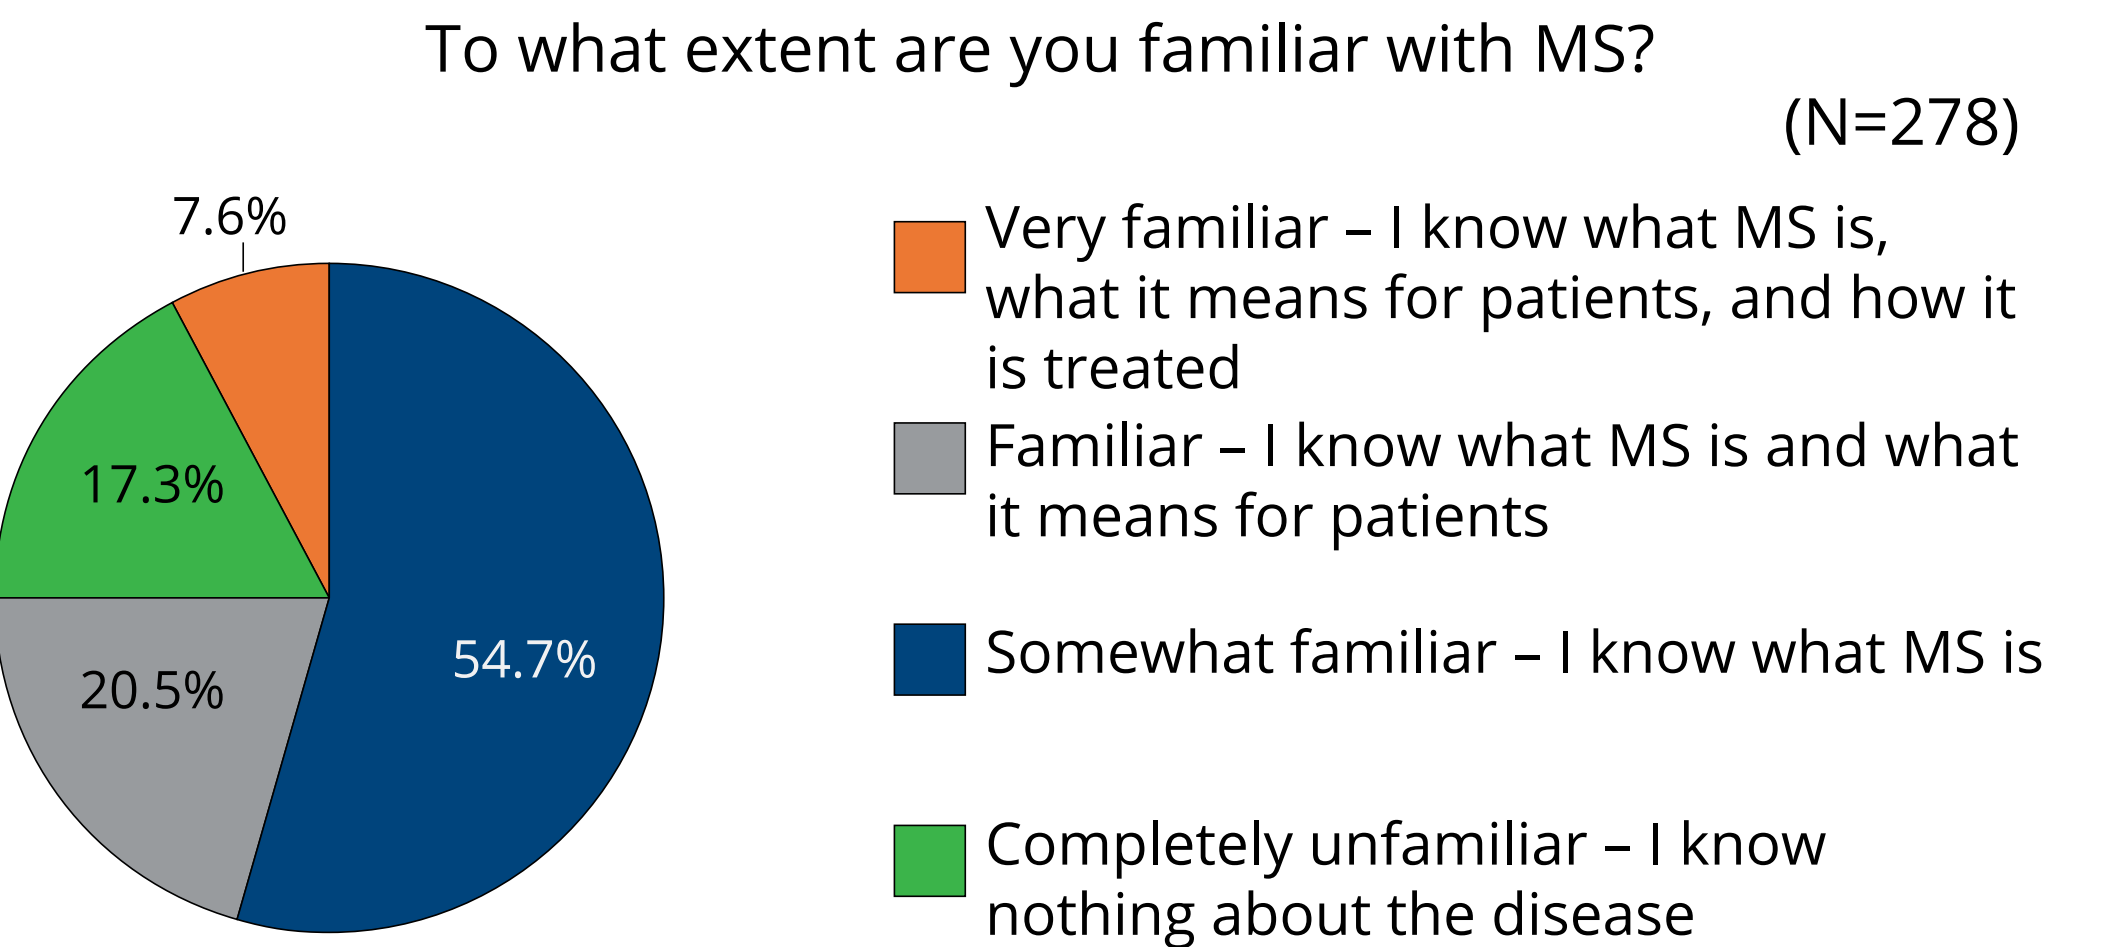 To what extent are you familiar with MS?
(N=278)
7.6%
17.3%
20.5%
54.7%
Very familiar – I know what MS is,
what it means for patients, and how it
is treated
Familiar – I know what MS is and what
it means for patients
Somewhat familiar – I know what MS is
Completely unfamiliar – I know
nothing about the disease